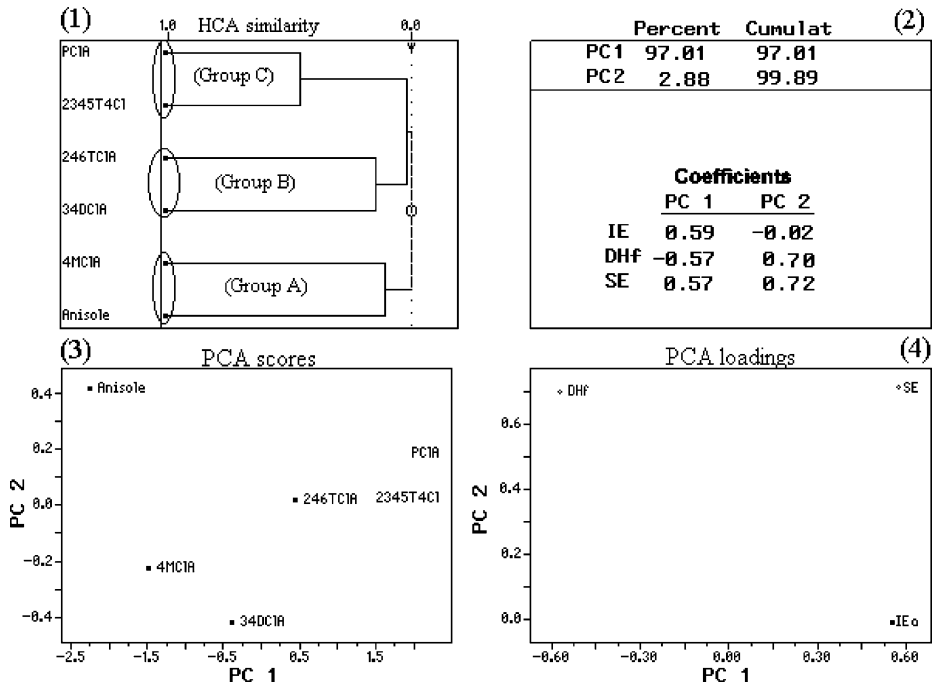 (1) HCA similarity
1.0 0.0
PC1A
(Group C)
2345T4Cl
246TC1A
(Group B)
34DC1A
4MC1A
(Group A)
Anisole
(2)
Percent Cumulat
PC1 97.01 97.01
PC2 2.88 99.89
Coefficients
PC 1 PC 2
IE 0.59 -0.02
DHf -0.57 0.70
SE 0.57 0.72
(3) PCA scores
0.4
0.2
0.0
-0.2
-0.4
PC 2
Anisole
PC1A
246TC1A
2345T4Cl
4MC1A
34DC1A
-2.5 -1.5 -0.5 0.5 1.5
PC 1
(4) PCA loadings
0.6
0.4
0.2
0.0
PC 2
DHf
SE
IEa
-0.60 -0.30 0.00 0.30 0.60
PC 1